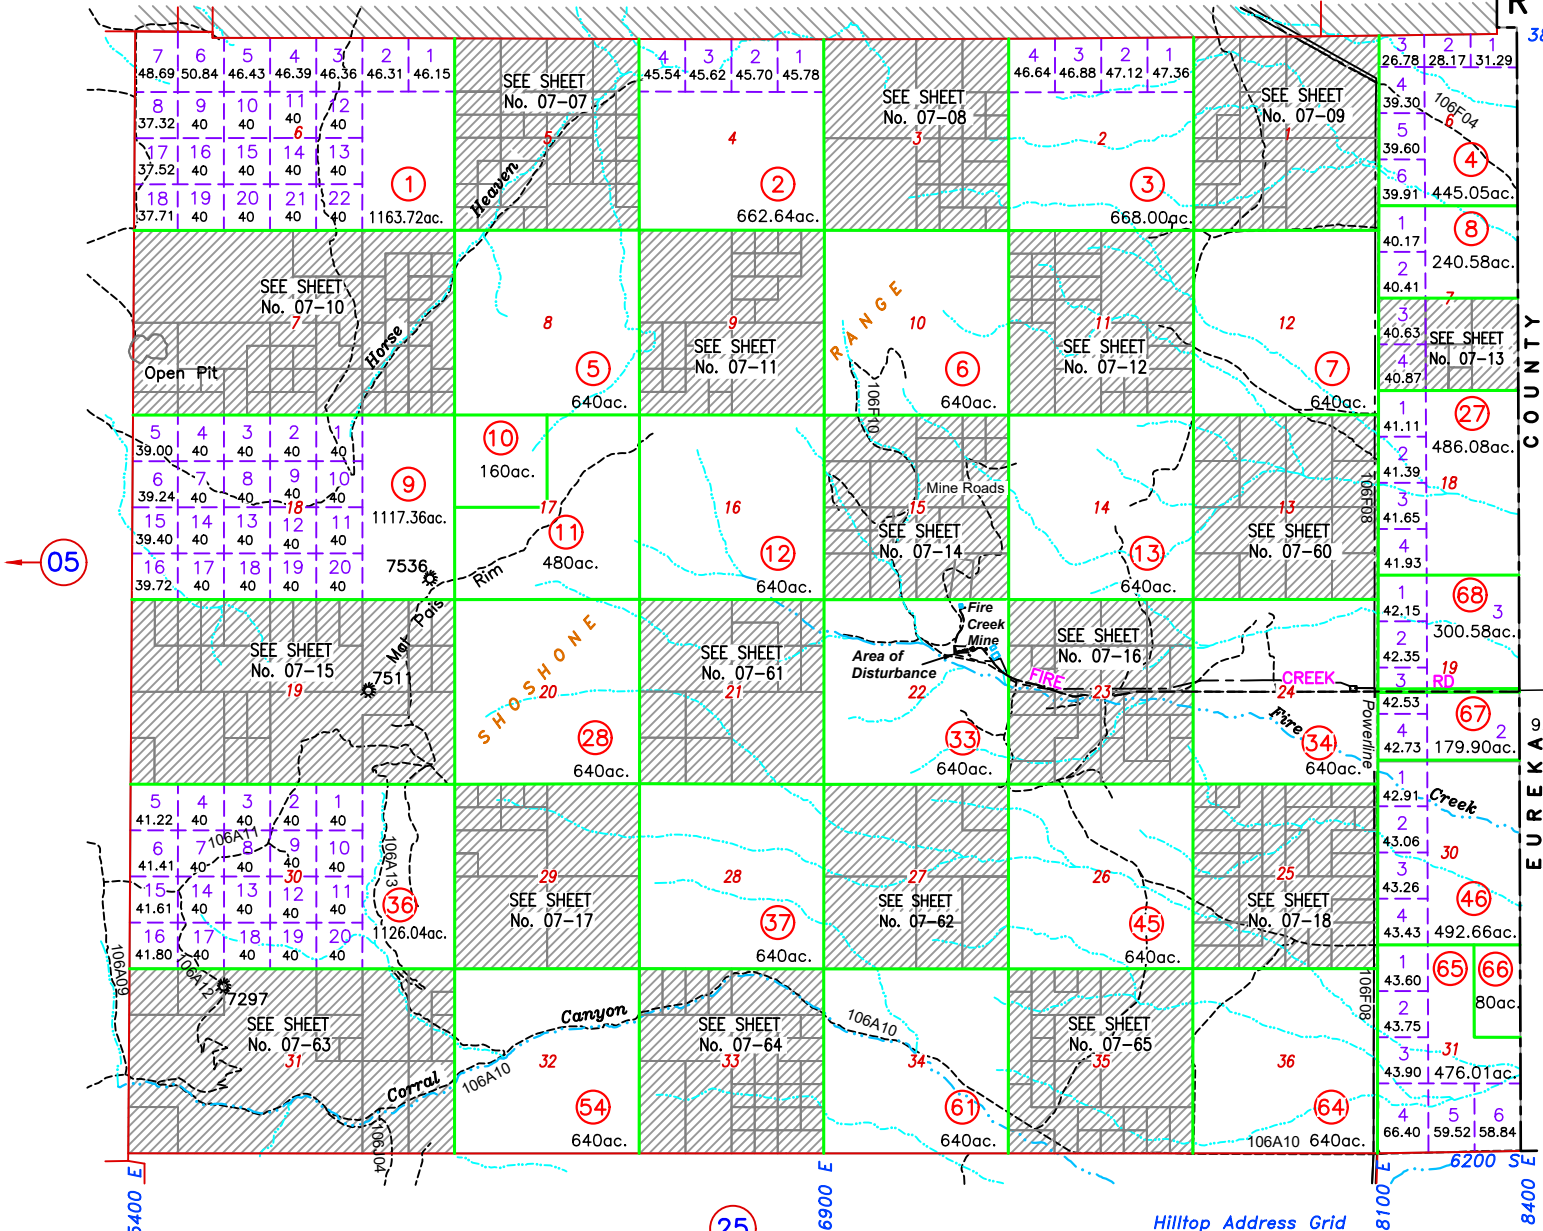 R
38
7 6 5 4 3 2 1
48.69 50.84 46.43 46.39 46.36 46.31 46.15
8 9 10 11 12
37.32 40 40 40 40
6
17 16 15 14 13
37.52 40 40 40 40
18 19 20 21 22
37.71 40 40 40 40
1
1163.72ac.
SEE SHEET
No. 07-07
5
Heaven
4 3 2 1
45.54 45.62 45.70 45.78
4
2
662.64ac.
SEE SHEET
No. 07-08
3
4 3 2 1
46.64 46.88 47.12 47.36
2
3
668.00ac.
SEE SHEET
No. 07-09
1
3 2 1
26.78 28.17 31.29
4
39.30
106F04
6
5
39.60
4
6
39.91
445.05ac.
SEE SHEET
No. 07-10
7
Open Pit
Horse
8
5
640ac.
9
SEE SHEET
No. 07-11
RANGE
10
6
640ac.
106F10
11
SEE SHEET
No. 07-12
12
7
640ac.
1
40.17
8
240.58ac.
2
40.41
7
3
40.63
SEE SHEET
No. 07-13
4
40.87
COUNTY
5 4 3 2 1
39.00 40 40 40 40
6 7 8 9 10
39.24 40 40 40 40
18
15 14 13 12 11
39.40 40 40 40 40
16 17 18 19 20
39.72 40 40 40 40
9
1117.36ac.
7536
10
160ac.
17
11
480ac.
Mal Pais Rim
16
12
640ac.
Mine Roads
15
SEE SHEET
No. 07-14
14
13
640ac.
13
SEE SHEET
No. 07-60
106F08
1
41.11
27
486.08ac.
2
41.39
18
3
41.65
4
41.93
05
SEE SHEET
No. 07-15
19
7511
SHOSHONE
20
28
640ac.
SEE SHEET
No. 07-61
21
Fire
Creek
Mine
Area of
Disturbance
22
33
640ac.
SEE SHEET
No. 07-16
FIRE CREEK RD
23
24
Fire
34
640ac.
Powerline
1
42.15
68
3
300.58ac.
2
42.35
19
3
42.53
67
2
4
42.73
179.90ac.
9
EUREKA
5 4 3 2 1
41.22 40 40 40 40
106A11
6 7 8 9 10
41.41 40 40 40 40
30
15 14 13 12 11
41.61 40 40 40 40
16 17 18 19 20
41.80 40 40 40 40
106A13
36
1126.04ac.
29
SEE SHEET
No. 07-17
28
37
640ac.
27
SEE SHEET
No. 07-62
26
45
640ac.
25
SEE SHEET
No. 07-18
1
42.91
Creek
2
43.06
30
3
43.26
46
4
43.43
492.66ac.
106A09
106A12
7297
SEE SHEET
No. 07-63
31
Corral
Canyon
106A10
106J04
32
54
640ac.
SEE SHEET
No. 07-64
33
106A10
34
61
640ac.
SEE SHEET
No. 07-65
35
36
64
106A10 640ac.
106F08
1
43.60
65 66
80ac.
2
43.75
31
3
43.90
476.01ac.
4 5 6
66.40 59.52 58.84
5400 E
6900 E
8100 E
6200 S
8400 E
25
Hilltop Address Grid